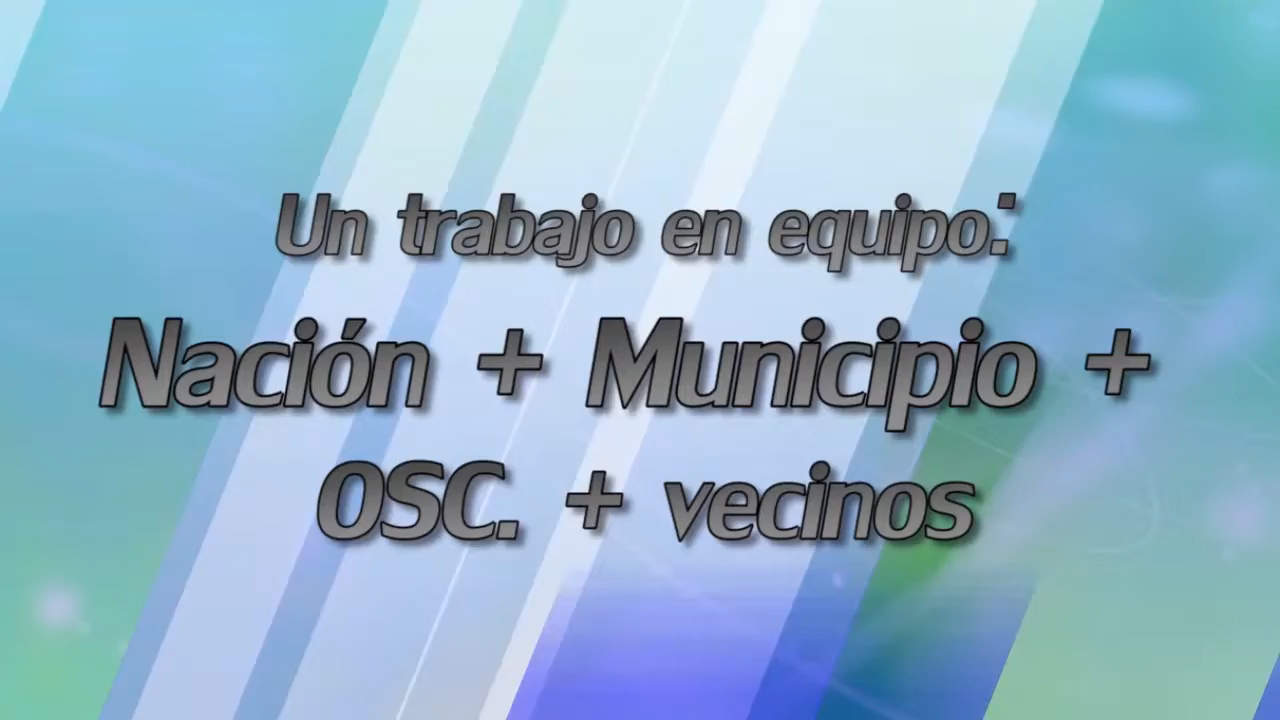 Un trabajo en equipo:
Nación + Municipio +
OSC. + vecinos